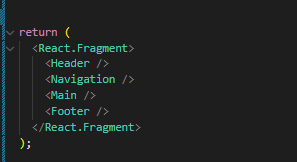 return (
<React.Fragment>
<Header />
<Navigation />
<Main />
<Footer />
</React.Fragment>
);